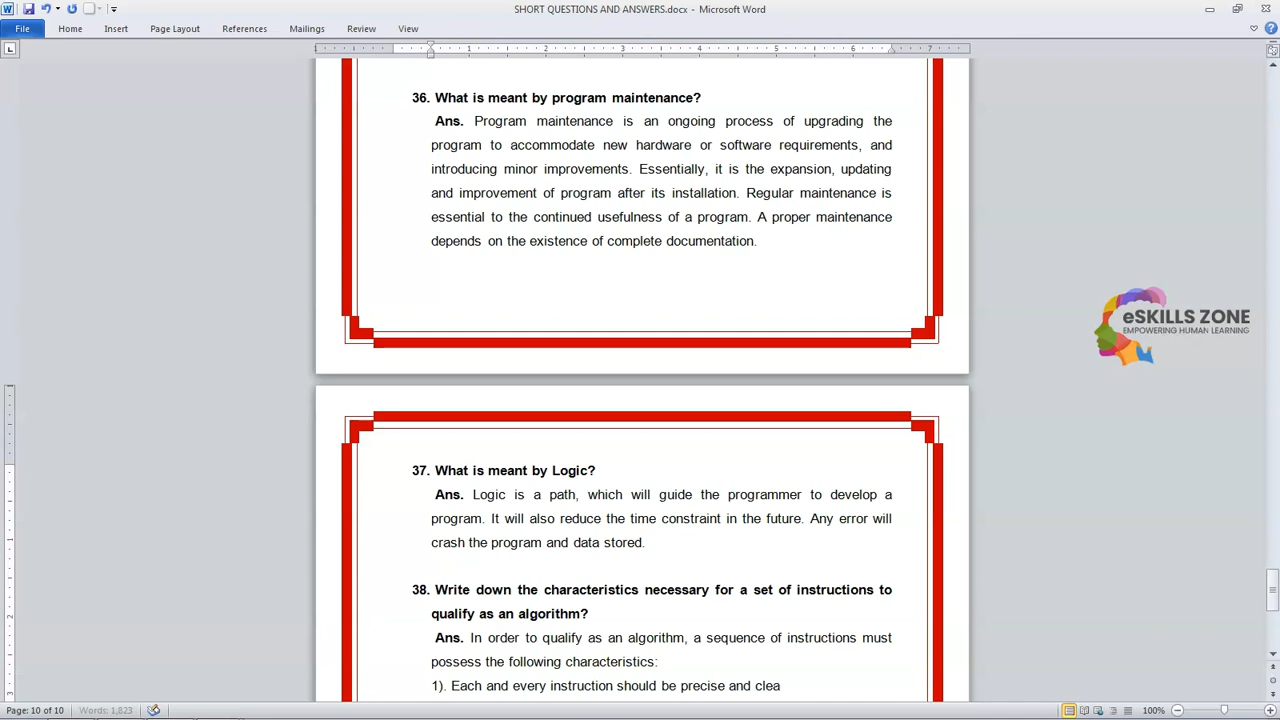 SHORT QUESTIONS AND ANSWERS.docx - Microsoft Word
File Home Insert Page Layout References Mailings Review View
1 1 2 3 4 5 6 7
36. What is meant by program maintenance?
Ans. Program maintenance is an ongoing process of upgrading the
program to accommodate new hardware or software requirements, and
introducing minor improvements. Essentially, it is the expansion, updating
and improvement of program after its installation. Regular maintenance is
essential to the continued usefulness of a program. A proper maintenance
depends on the existence of complete documentation.
eSKILLS ZONE
EMPOWERING HUMAN LEARNING
37. What is meant by Logic?
Ans. Logic is a path, which will guide the programmer to develop a
program. It will also reduce the time constraint in the future. Any error will
crash the program and data stored.
38. Write down the characteristics necessary for a set of instructions to
qualify as an algorithm?
Ans. In order to qualify as an algorithm, a sequence of instructions must
possess the following characteristics:
1). Each and every instruction should be precise and clea
Page: 10 of 10 Words: 1,823 100%